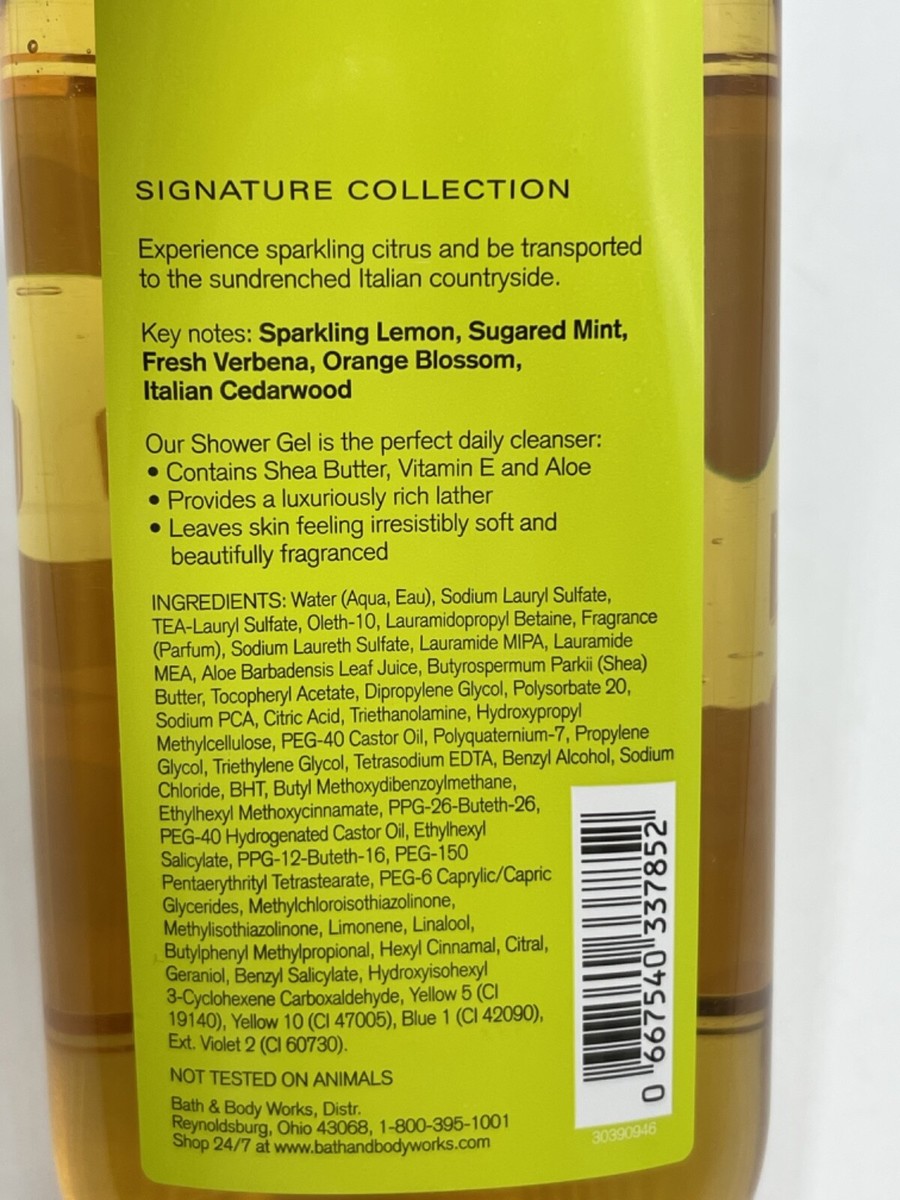 SIGNATURE COLLECTION
Experience sparkling citrus and be transported
to the sundrenched Italian countryside.
Key notes: Sparkling Lemon, Sugared Mint,
Fresh Verbena, Orange Blossom,
Italian Cedarwood
Our Shower Gel is the perfect daily cleanser:
• Contains Shea Butter, Vitamin E and Aloe
• Provides a luxuriously rich lather
• Leaves skin feeling irresistibly soft and
beautifully fragranced
INGREDIENTS: Water (Aqua, Eau), Sodium Lauryl Sulfate,
TEA-Lauryl Sulfate, Oleth-10, Lauramidopropyl Betaine, Fragrance
(Parfum), Sodium Laureth Sulfate, Lauramide MIPA, Lauramide
MEA, Aloe Barbadensis Leaf Juice, Butyrospermum Parkii (Shea)
Butter, Tocopheryl Acetate, Dipropylene Glycol, Polysorbate 20,
Sodium PCA, Citric Acid, Triethanolamine, Hydroxypropyl
Methylcellulose, PEG-40 Castor Oil, Polyquaternium-7, Propylene
Glycol, Triethylene Glycol, Tetrasodium EDTA, Benzyl Alcohol, Sodium
Chloride, BHT, Butyl Methoxydibenzoylmethane,
Ethylhexyl Methoxycinnamate, PPG-26-Buteth-26,
PEG-40 Hydrogenated Castor Oil, Ethylhexyl
Salicylate, PPG-12-Buteth-16, PEG-150
Pentaerythrityl Tetrastearate, PEG-6 Caprylic/Capric
Glycerides, Methylchloroisothiazolinone,
Methylisothiazolinone, Limonene, Linalool,
Butylphenyl Methylpropional, Hexyl Cinnamal, Citral,
Geraniol, Benzyl Salicylate, Hydroxyisohexyl
3-Cyclohexene Carboxaldehyde, Yellow 5 (CI
19140), Yellow 10 (CI 47005), Blue 1 (CI 42090),
Ext. Violet 2 (CI 60730).
NOT TESTED ON ANIMALS
Bath & Body Works, Distr.
Reynoldsburg, Ohio 43068, 1-800-395-1001
Shop 24/7 at www.bathandbodyworks.com
0 667540 337852
30390946